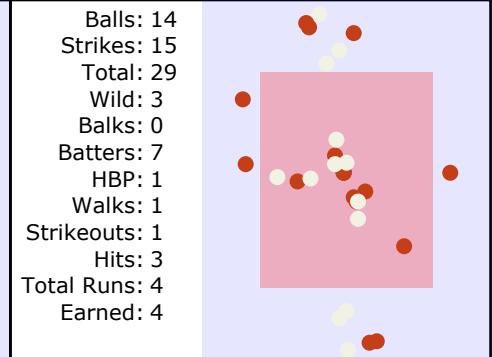 Balls: 14
Strikes: 15
Total: 29
Wild: 3
Balks: 0
Batters: 7
HBP: 1
Walks: 1
Strikeouts: 1
Hits: 3
Total Runs: 4
Earned: 4